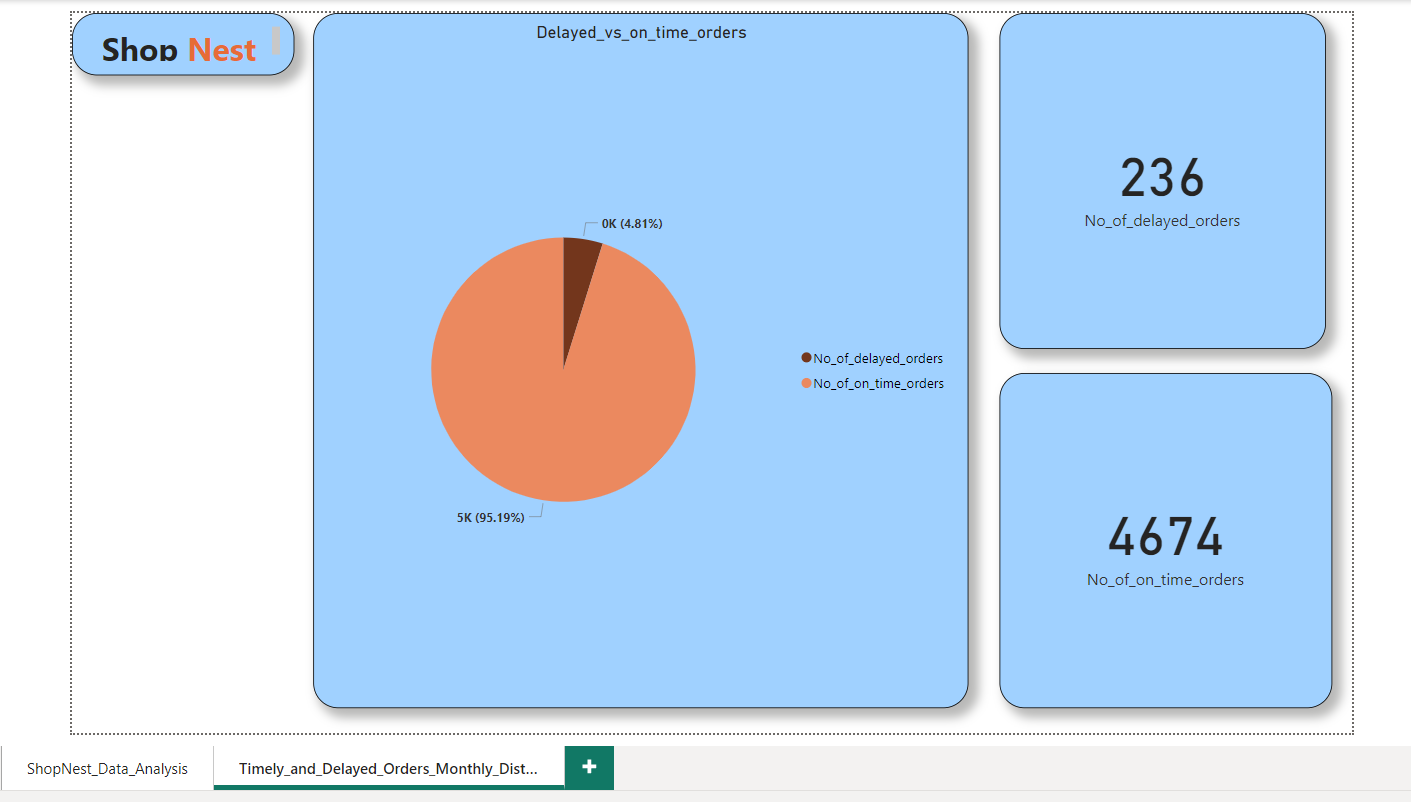 Shop Nest
Delayed_vs_on_time_orders
0K (4.81%)
5K (95.19%)
No_of_delayed_orders
No_of_on_time_orders
236
No_of_delayed_orders
4674
No_of_on_time_orders
ShopNest_Data_Analysis
Timely_and_Delayed_Orders_Monthly_Dist...